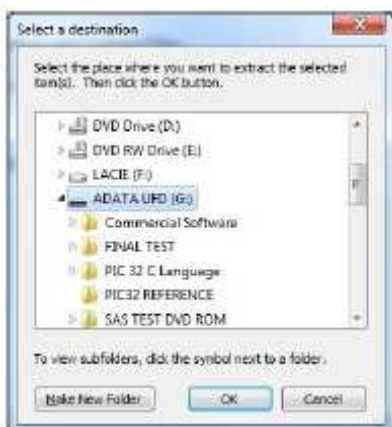 Select a destination
Select the place where you want to extract the selected
item(s). Then click the OK button.
DVD Drive (D:)
DVD RW Drive (E:)
LACIE (F:)
ADATA UFD (G:)
Commercial Software
FINAL TEST
PIC 32 C Language
PIC32 REFERENCE
SAS TEST DVD ROM
To view subfolders, click the symbol next to a folder.
Make New Folder
OK
Cancel